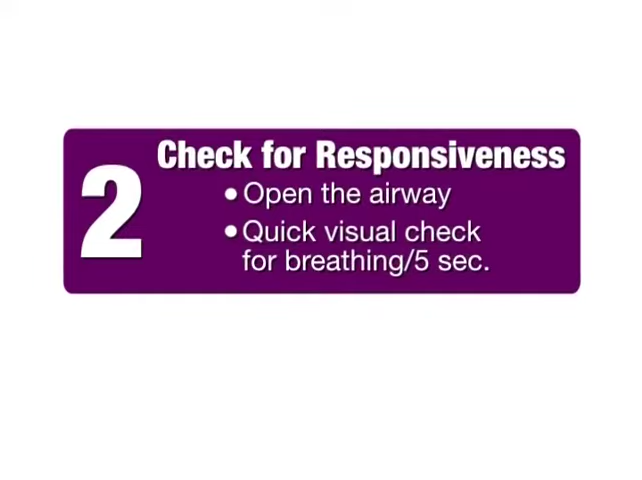 2
Check for Responsiveness
• Open the airway
• Quick visual check
for breathing/5 sec.